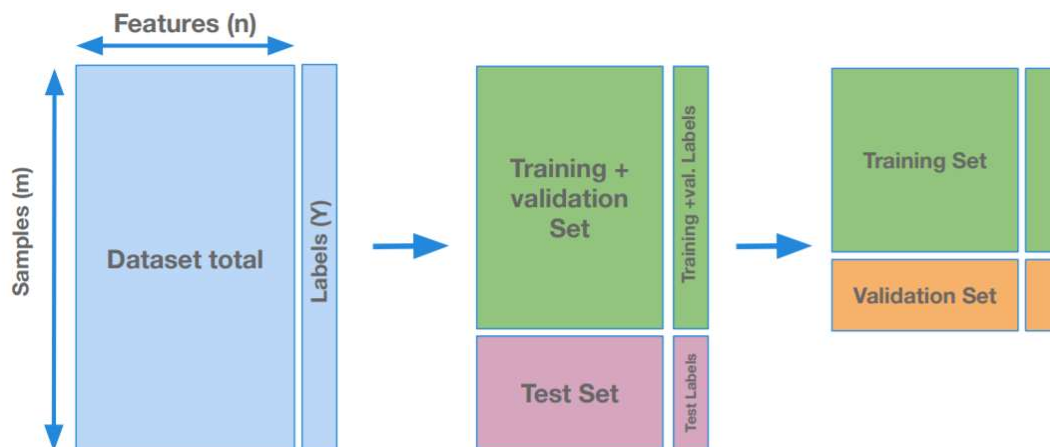 Features (n)
Samples (m)
Dataset total
Labels (Y)
Training +
validation
Set
Training +val. Labels
Test Set
Test Labels
Training Set
Validation Set